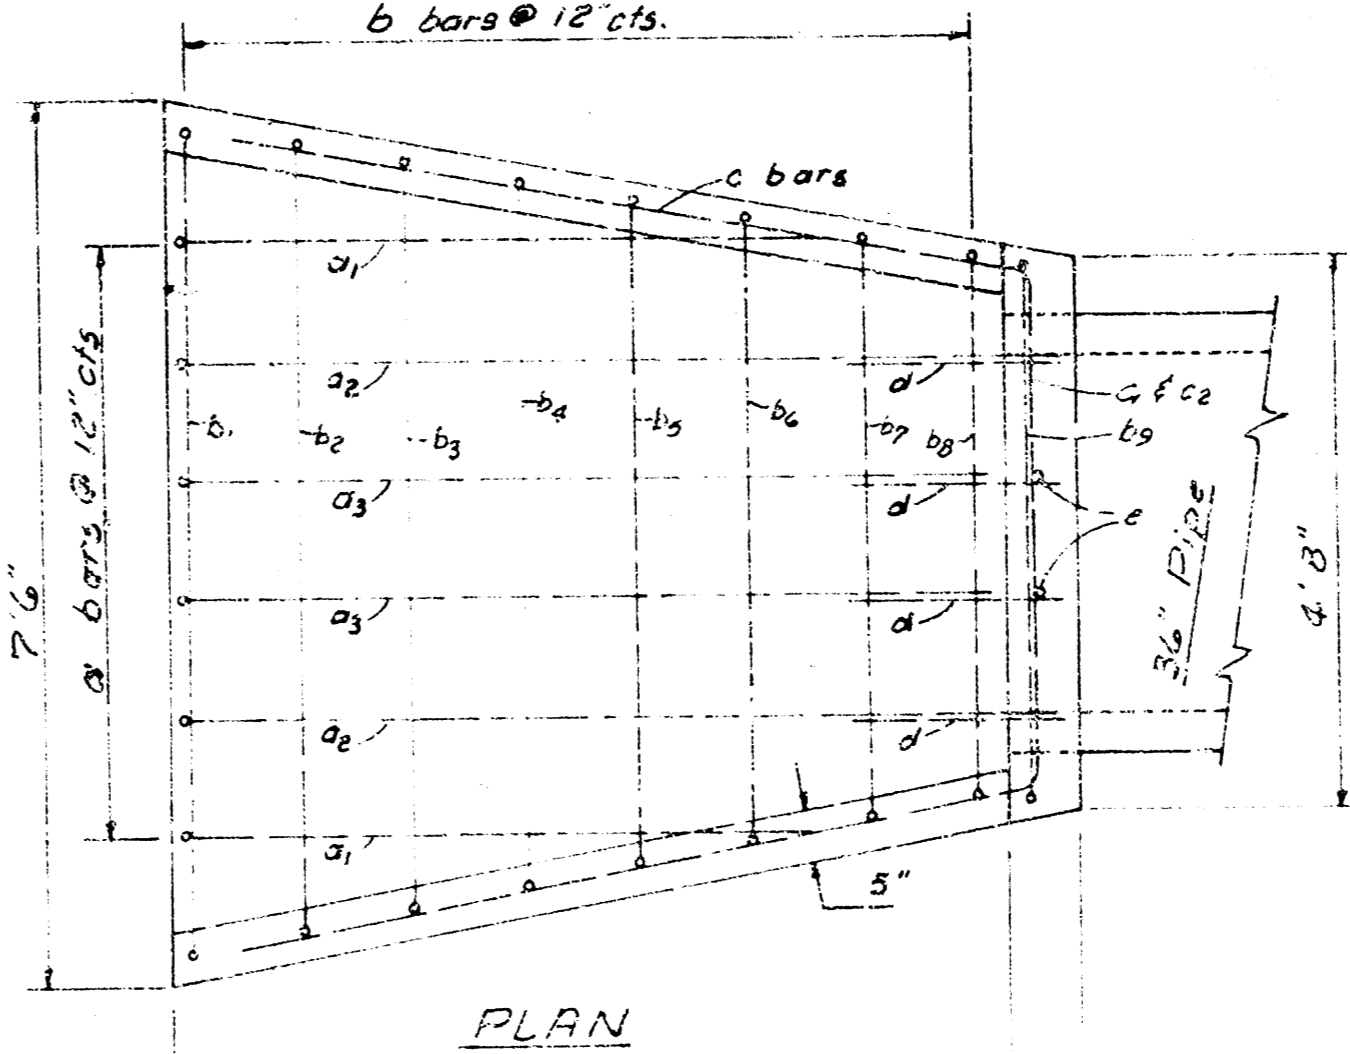 b bars @ 12" cts.
c bars
a1
a2
d
c1 & c2
b1
b2
b3
b4
b5
b6
b7
b8
b9
a3
d
e
7'6"
a bars @ 12" cts
36" Pipe
4'3"
a3
d
a2
d
a1
5"
PLAN